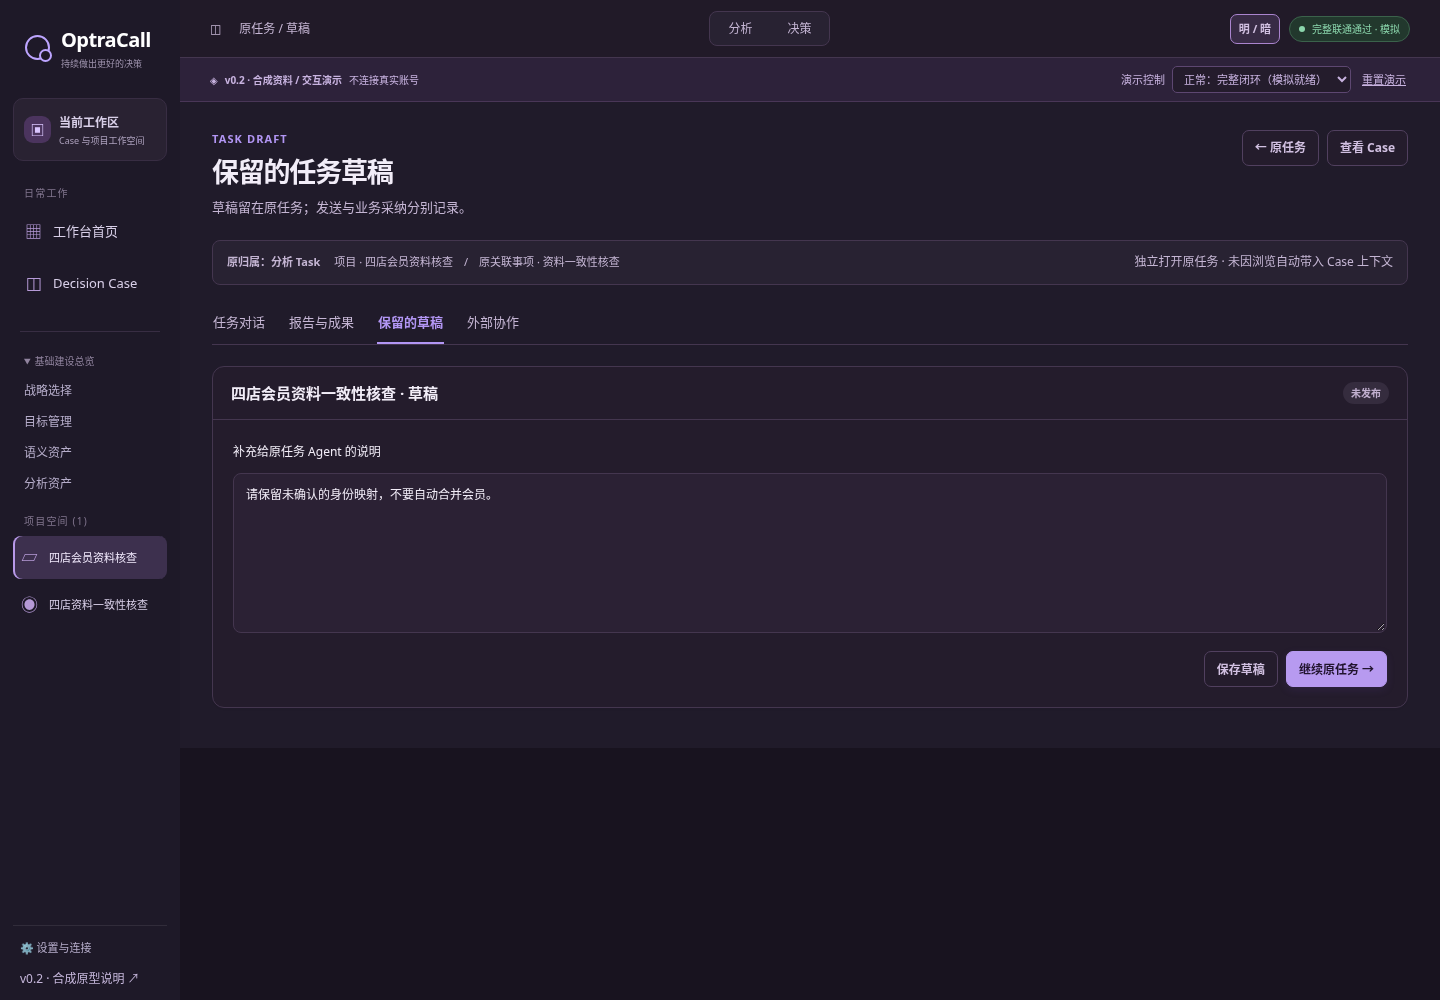 OptraCall
持续做出更好的决策
当前工作区
Case 与项目工作空间
日常工作
工作台首页
Decision Case
▼ 基础建设总览
战略选择
目标管理
语义资产
分析资产
项目空间 (1)
四店会员资料核查
四店资料一致性核查
设置与连接
v0.2 · 合成原型说明 ↗
原任务 / 草稿
分析
决策
明 / 暗
完整联通通过 · 模拟
v0.2 · 合成资料 / 交互演示 不连接真实账号
演示控制
正常：完整闭环（模拟就绪）
重置演示
TASK DRAFT
保留的任务草稿
草稿留在原任务；发送与业务采纳分别记录。
← 原任务
查看 Case
原归属：分析 Task 项目 · 四店会员资料核查 / 原关联事项 · 资料一致性核查
独立打开原任务 · 未因浏览自动带入 Case 上下文
任务对话
报告与成果
保留的草稿
外部协作
四店会员资料一致性核查 · 草稿
未发布
补充给原任务 Agent 的说明
请保留未确认的身份映射，不要自动合并会员。
保存草稿
继续原任务 →